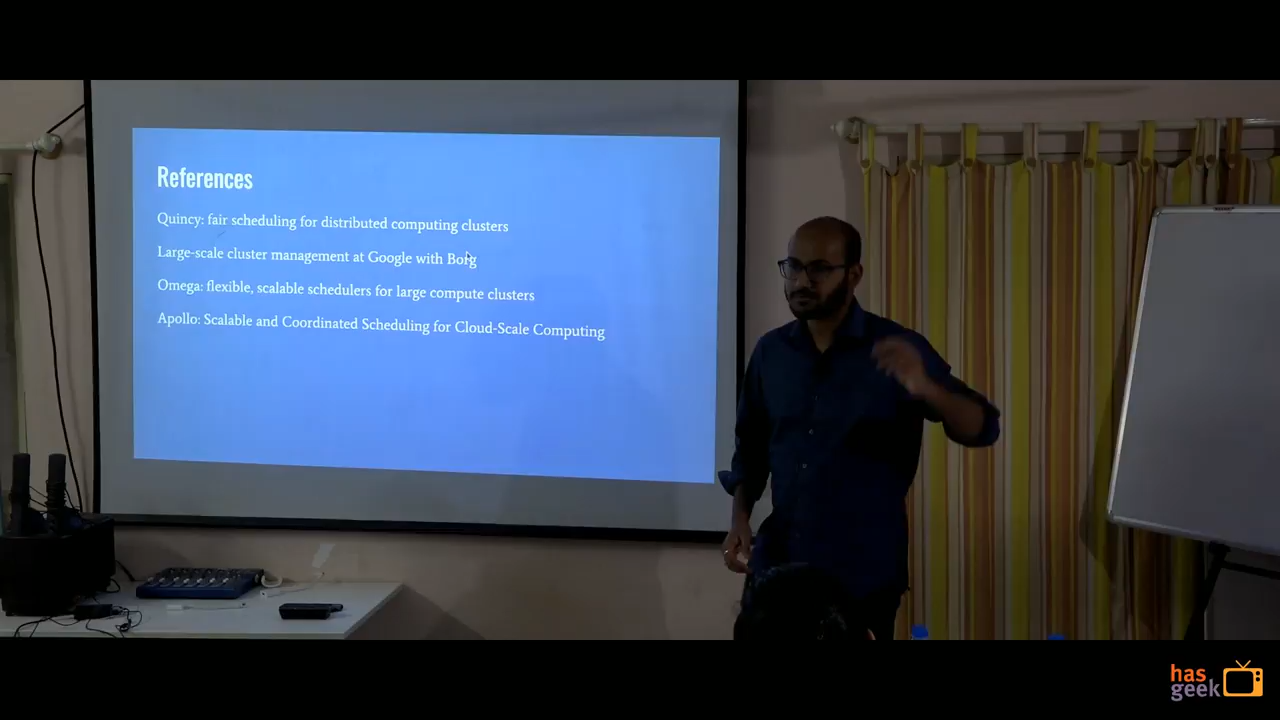 References
Quincy: fair scheduling for distributed computing clusters
Large-scale cluster management at Google with Borg
Omega: flexible, scalable schedulers for large compute clusters
Apollo: Scalable and Coordinated Scheduling for Cloud-Scale Computing
has
geek